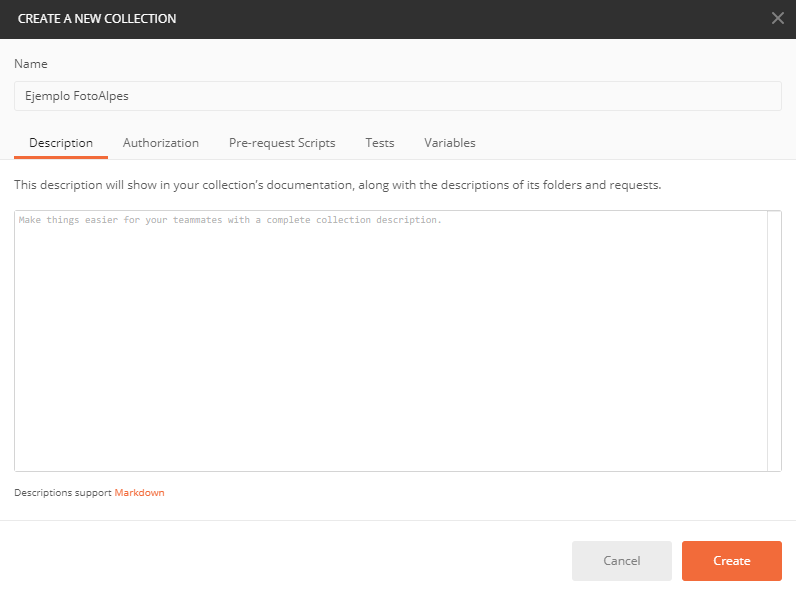 CREATE A NEW COLLECTION
Name
Ejemplo FotoAlpes
Description Authorization Pre-request Scripts Tests Variables
This description will show in your collection's documentation, along with the descriptions of its folders and requests.
Make things easier for your teammates with a complete collection description.
Descriptions support Markdown
Cancel Create